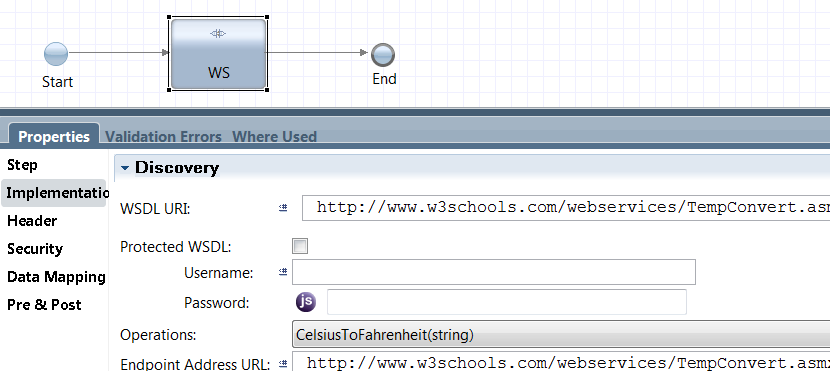 WS
Start
End
Properties Validation Errors Where Used
Step
Discovery
Implementatio
WSDL URI: http://www.w3schools.com/webservices/TempConvert.asm
Header
Security
Protected WSDL:
Data Mapping
Username:
Pre & Post
Password: js
Operations: CelsiusToFahrenheit(string)
Endpoint Address URL: http://www.w3schools.com/webservices/TempConvert.asm